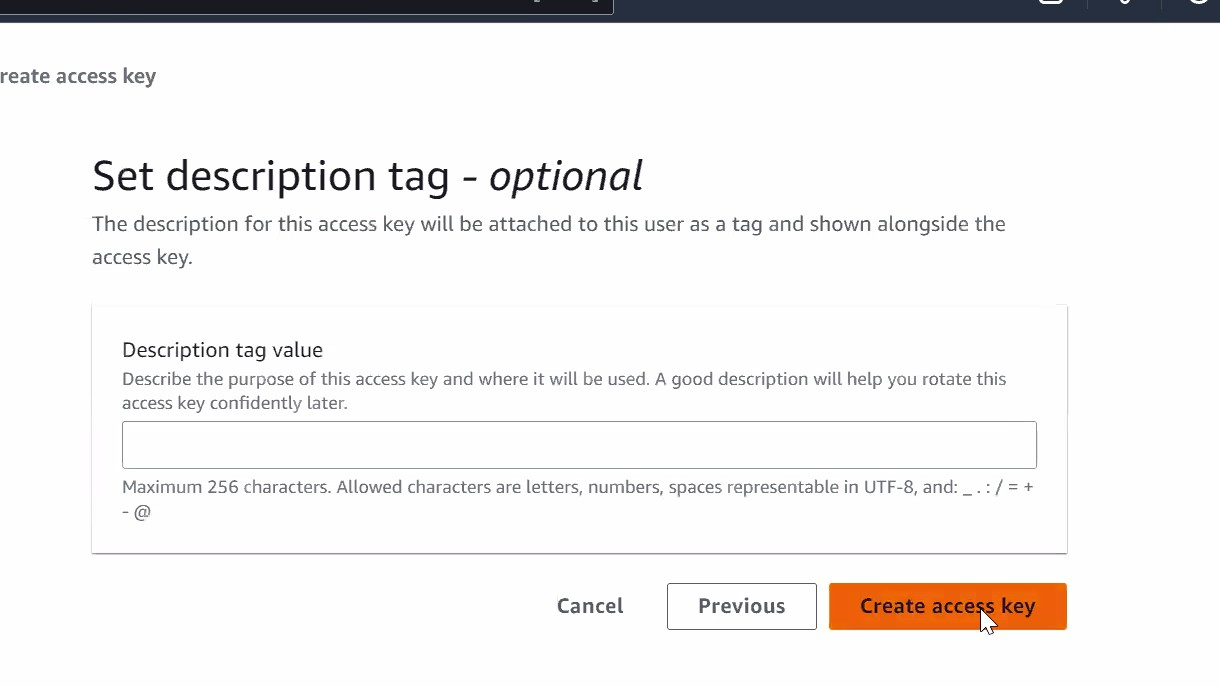 reate access key
Set description tag - optional
The description for this access key will be attached to this user as a tag and shown alongside the
access key.
Description tag value
Describe the purpose of this access key and where it will be used. A good description will help you rotate this
access key confidently later.
Maximum 256 characters. Allowed characters are letters, numbers, spaces representable in UTF-8, and: _ . : / = +
- @
Cancel
Previous
Create access key